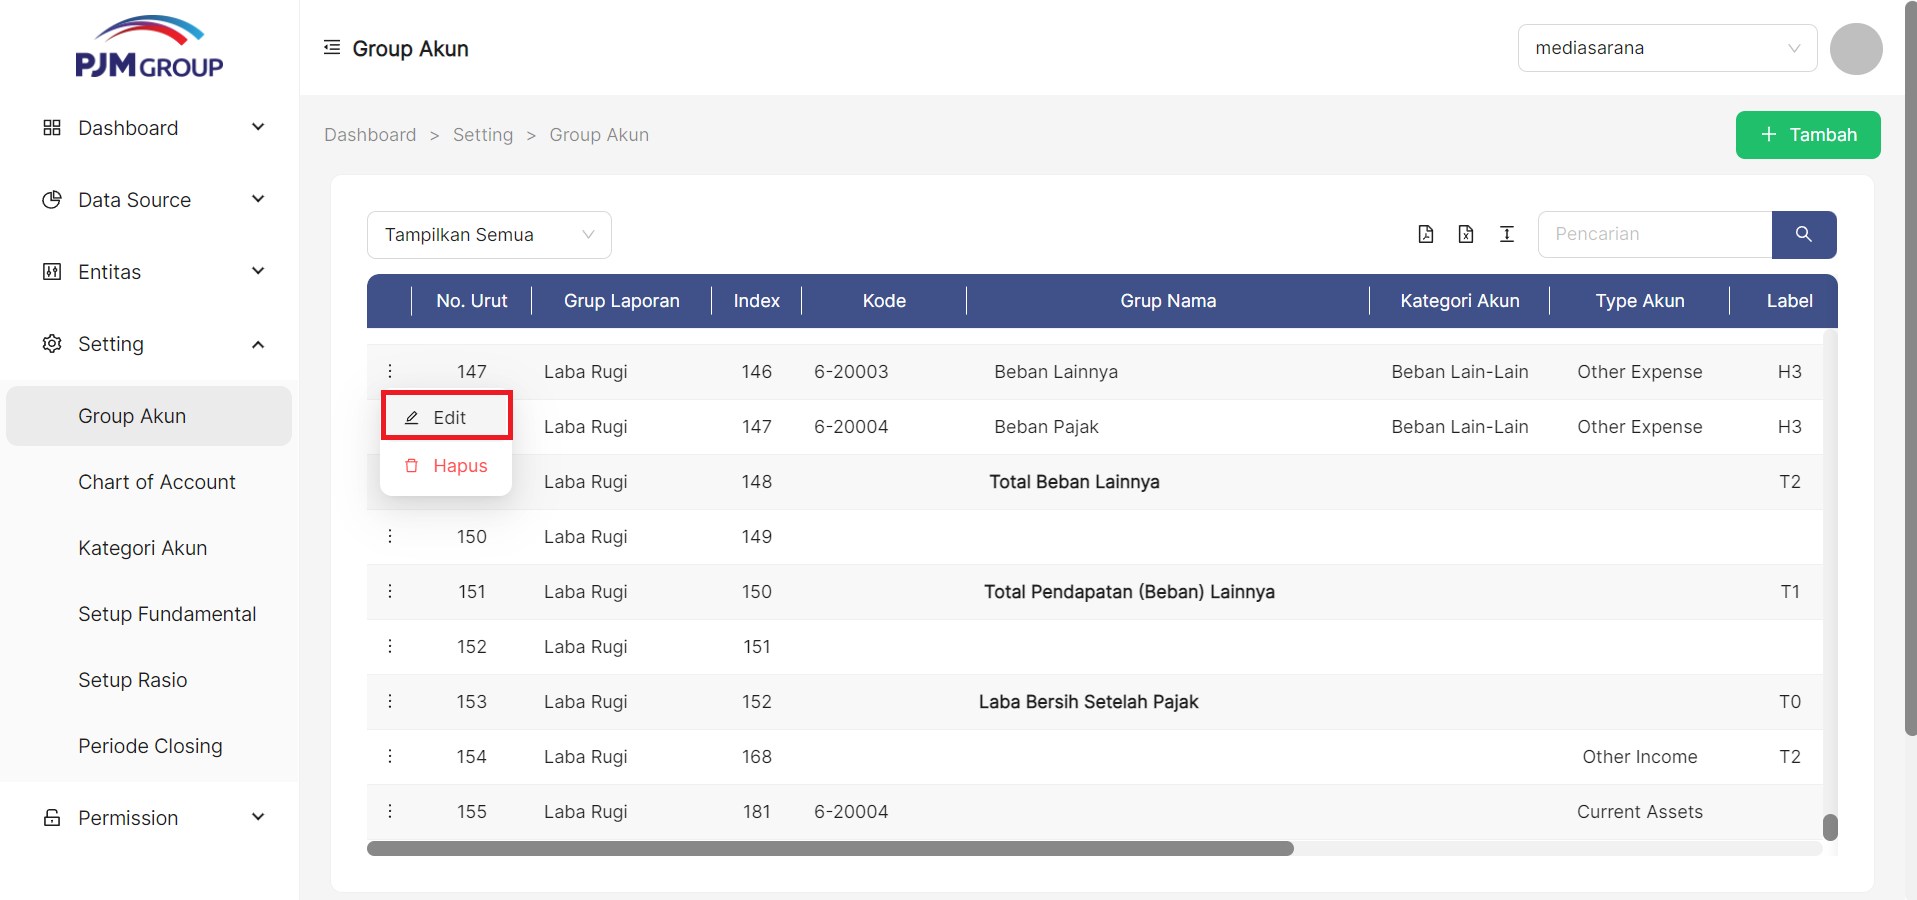 PJM GROUP
Group Akun
mediasarana
Dashboard
Data Source
Entitas
Setting
Group Akun
Chart of Account
Kategori Akun
Setup Fundamental
Setup Rasio
Periode Closing
Permission
Dashboard > Setting > Group Akun
+ Tambah
Tampilkan Semua
Pencarian
No. Urut Grup Laporan Index Kode Grup Nama Kategori Akun Type Akun Label
147 Laba Rugi 146 6-20003 Beban Lainnya Beban Lain-Lain Other Expense H3
Edit
Laba Rugi 147 6-20004 Beban Pajak Beban Lain-Lain Other Expense H3
Hapus
Laba Rugi 148 Total Beban Lainnya T2
150 Laba Rugi 149
151 Laba Rugi 150 Total Pendapatan (Beban) Lainnya T1
152 Laba Rugi 151
153 Laba Rugi 152 Laba Bersih Setelah Pajak T0
154 Laba Rugi 168 Other Income T2
155 Laba Rugi 181 6-20004 Current Assets